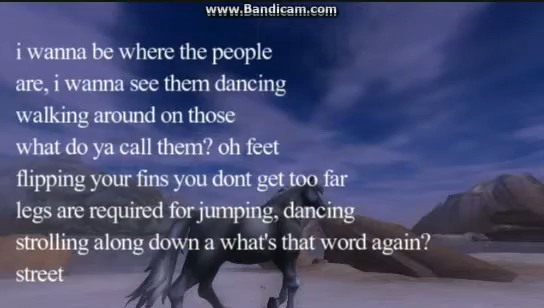 www.Bandicam.com
i wanna be where the people
are, i wanna see them dancing
walking around on those
what do ya call them? oh feet
flipping your fins you dont get too far
legs are required for jumping, dancing
strolling along down a what's that word again?
street